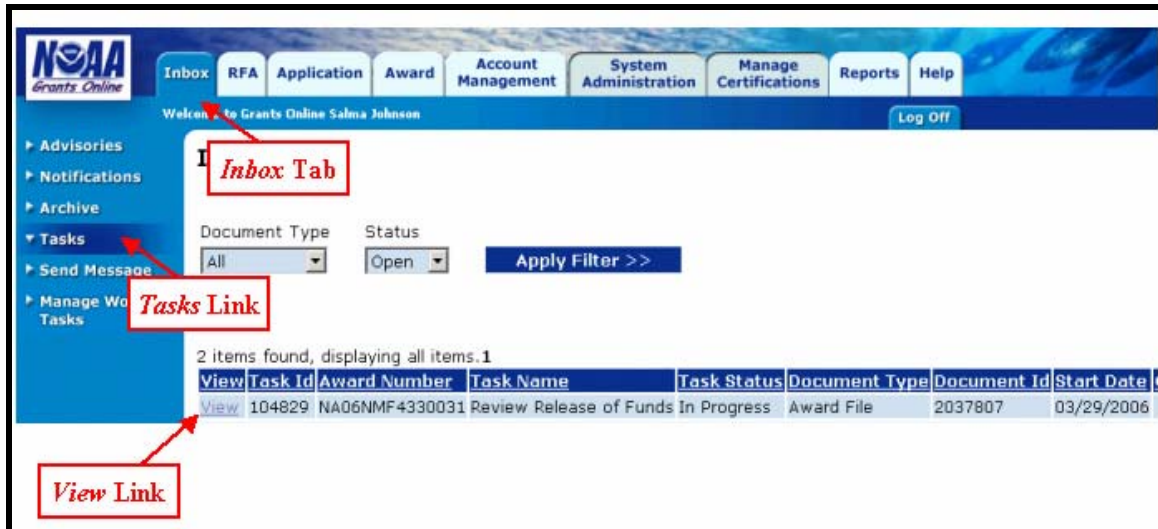 NOAA
Grants Online
Inbox RFA Application Award Account Management System Administration Manage Certifications Reports Help
Welcome to Grants Online Salma Johnson
Log Off
Advisories
Notifications
Archive
Tasks
Send Message
Manage
Tasks
Inbox Tab
Tasks Link
Document Type Status
All Open Apply Filter >>
2 items found, displaying all items.1
View Task Id Award Number Task Name Task Status Document Type Document Id Start Date
View 104829 NA06NMF4330031 Review Release of Funds In Progress Award File 2037807 03/29/2006
View Link